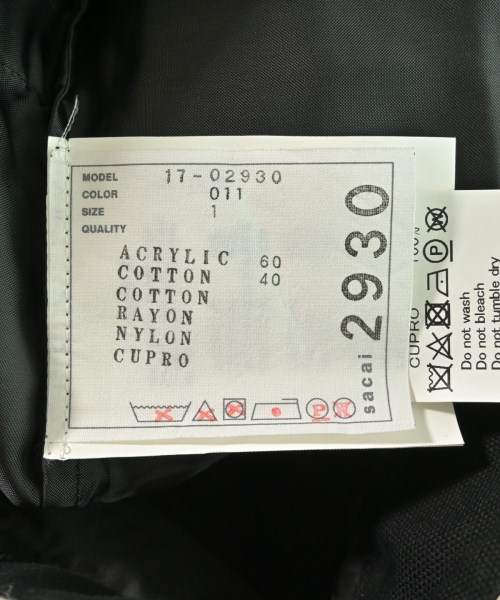 MODEL 17-02930
COLOR 011
SIZE 1
QUALITY
ACRYLIC 60
COTTON 40
COTTON
RAYON
NYLON
CUPRO
P
sacai 2930
CUPRO 100%
P
Do not wash
Do not bleach
Do not tumble dry